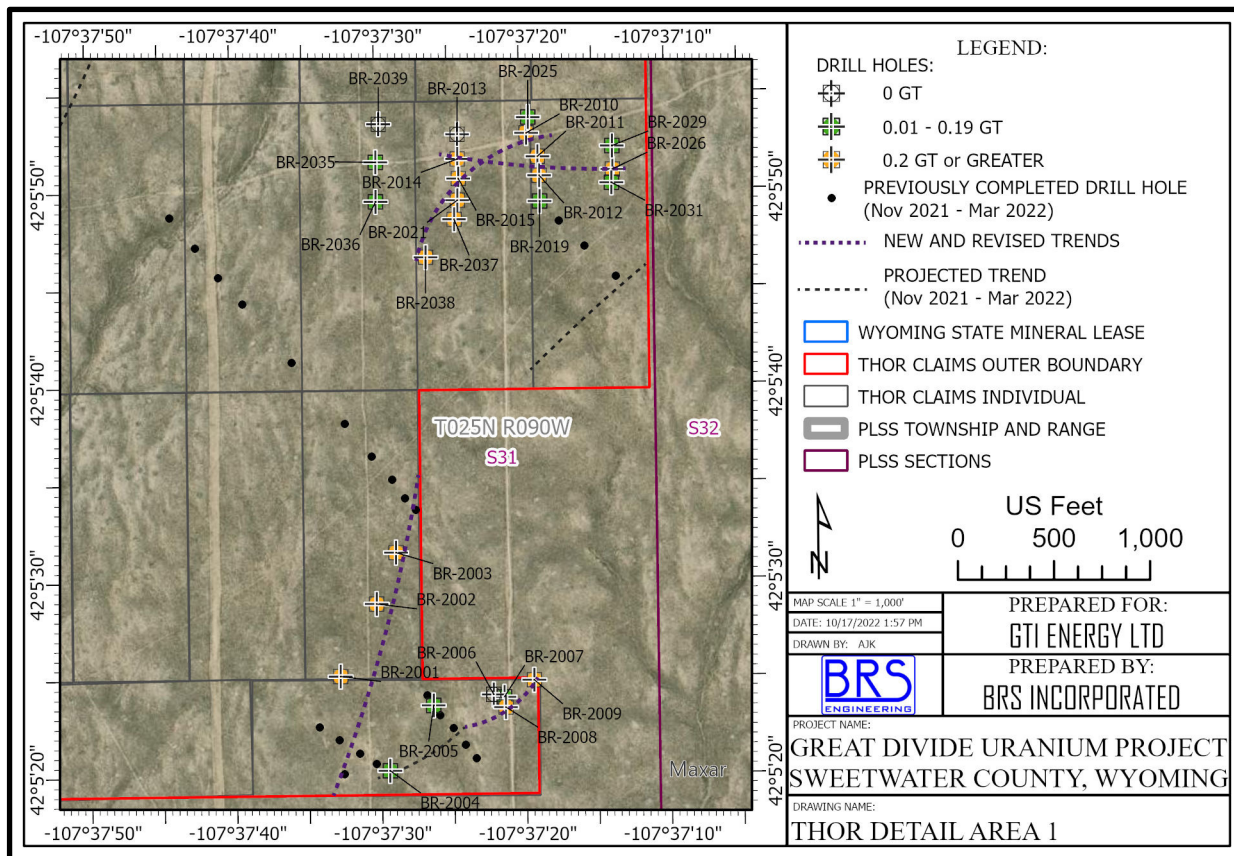 -107°37'50" -107°37'40" -107°37'30" -107°37'20" -107°37'10"
BR-2025
BR-2039
BR-2013
BR-2010
BR-2011
BR-2029
BR-2026
BR-2035
BR-2014
BR-2036
BR-2021
BR-2015
BR-2012
BR-2031
BR-2019
BR-2037
BR-2038
42°5'50"
42°5'50"
42°5'40"
42°5'40"
T025N R090W
S31
S32
42°5'30"
42°5'30"
BR-2003
BR-2002
BR-2001
BR-2006
BR-2007
BR-2009
BR-2008
BR-2005
BR-2004
42°5'20"
42°5'20"
Maxar
-107°37'50" -107°37'40" -107°37'30" -107°37'20" -107°37'10"
LEGEND:
DRILL HOLES:
0 GT
0.01 - 0.19 GT
0.2 GT or GREATER
PREVIOUSLY COMPLETED DRILL HOLE
(Nov 2021 - Mar 2022)
NEW AND REVISED TRENDS
PROJECTED TREND
(Nov 2021 - Mar 2022)
WYOMING STATE MINERAL LEASE
THOR CLAIMS OUTER BOUNDARY
THOR CLAIMS INDIVIDUAL
PLSS TOWNSHIP AND RANGE
PLSS SECTIONS
N
US Feet
0 500 1,000
MAP SCALE 1" = 1,000'
DATE: 10/17/2022 1:57 PM
DRAWN BY: AJK
PREPARED FOR:
GTI ENERGY LTD
BRS
ENGINEERING
PREPARED BY:
BRS INCORPORATED
PROJECT NAME:
GREAT DIVIDE URANIUM PROJECT
SWEETWATER COUNTY, WYOMING
DRAWING NAME:
THOR DETAIL AREA 1